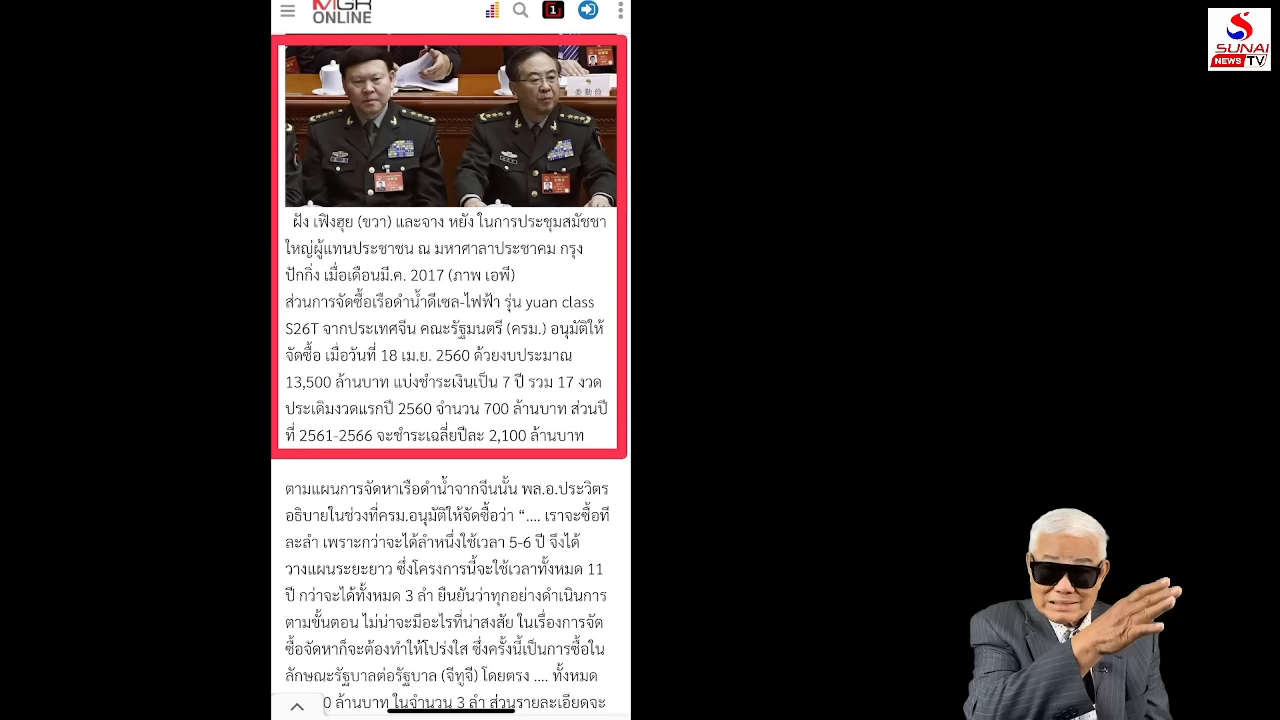 MGR
ONLINE
1
SUNAI
NEWS TV
娄勤俭
ฝัง เฟิงฮุย (ขวา) และจาง หยัง ในการประชุมสมัชชา
ใหญ่ผู้แทนประชาชน ณ มหาศาลาประชาคม กรุง
ปักกิ่ง เมื่อเดือนมี.ค. 2017 (ภาพ เอพี)
ส่วนการจัดซื้อเรือดำน้ำดีเซล-ไฟฟ้า รุ่น yuan class
S26T จากประเทศจีน คณะรัฐมนตรี (ครม.) อนุมัติให้
จัดซื้อ เมื่อวันที่ 18 เม.ย. 2560 ด้วยงบประมาณ
13,500 ล้านบาท แบ่งชำระเงินเป็น 7 ปี รวม 17 งวด
ประเดิมงวดแรกปี 2560 จำนวน 700 ล้านบาท ส่วนปี
ที่ 2561-2566 จะชำระเฉลี่ยปีละ 2,100 ล้านบาท
ตามแผนการจัดหาเรือดำน้ำจากจีนนั้น พล.อ.ประวิตร
อธิบายในช่วงที่ครม.อนุมัติให้จัดซื้อว่า “.... เราจะซื้อที
ละลำ เพราะกว่าจะได้ลำหนึ่งใช้เวลา 5-6 ปี จึงได้
วางแผนระยะยาว ซึ่งโครงการนี้จะใช้เวลาทั้งหมด 11
ปี กว่าจะได้ทั้งหมด 3 ลำ ยืนยันว่าทุกอย่างดำเนินการ
ตามขั้นตอน ไม่น่าจะมีอะไรที่น่าสงสัย ในเรื่องการจัด
ซื้อจัดหาก็จะต้องทำให้โปร่งใส ซึ่งครั้งนี้เป็นการซื้อใน
ลักษณะรัฐบาลต่อรัฐบาล (จีทูจี) โดยตรง .... ทั้งหมด
0 ล้านบาท ในจำนวน 3 ลำ ส่วนรายละเอียดจะ